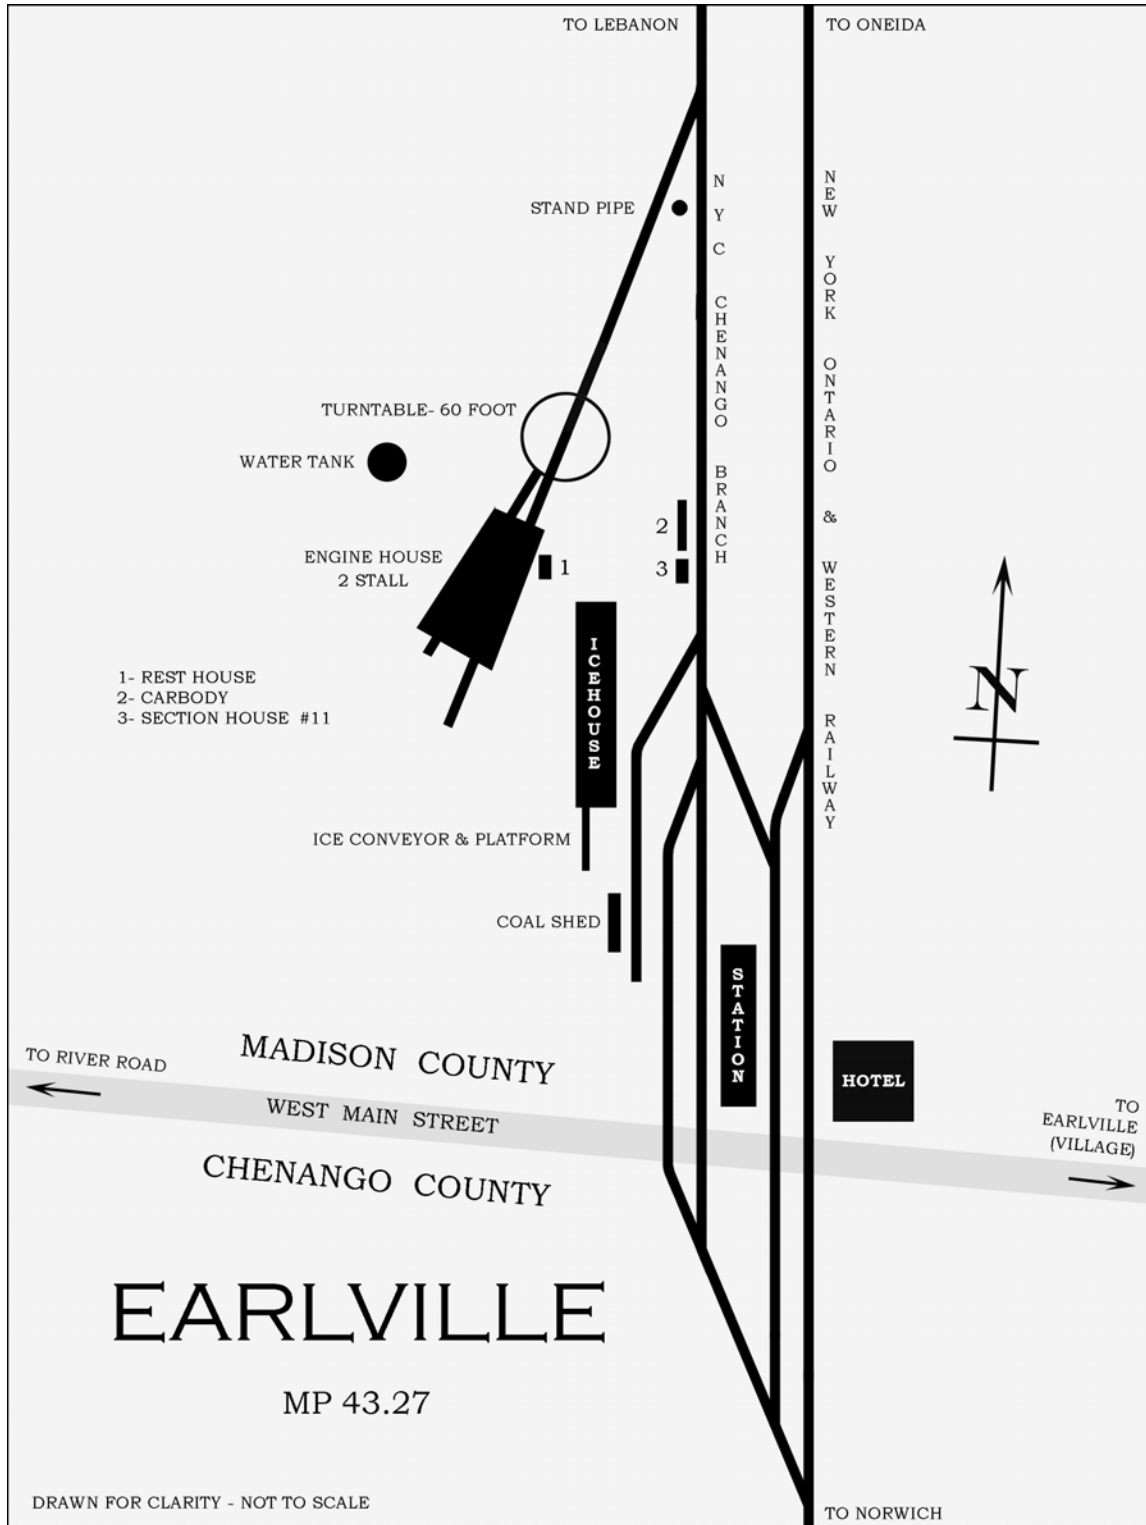 TO LEBANON
TO ONEIDA
NYC CHENANGO BRANCH
NEW YORK ONTARIO & WESTERN RAILWAY
STAND PIPE
TURNTABLE- 60 FOOT
WATER TANK
2
ENGINE HOUSE
2 STALL
1
3
ICEHOUSE
1- REST HOUSE
2- CARBODY
3- SECTION HOUSE #11
N
ICE CONVEYOR & PLATFORM
COAL SHED
STATION
HOTEL
MADISON COUNTY
TO RIVER ROAD
WEST MAIN STREET
TO
EARLVILLE
(VILLAGE)
CHENANGO COUNTY
EARLVILLE
MP 43.27
DRAWN FOR CLARITY - NOT TO SCALE
TO NORWICH